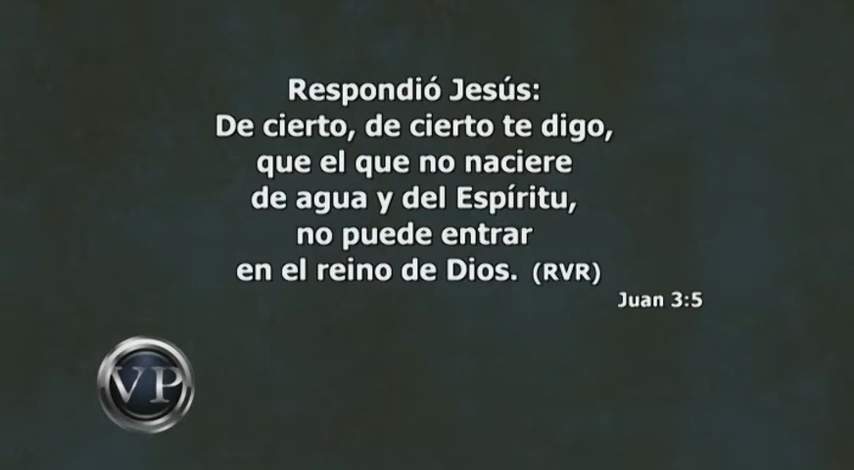 Respondió Jesús:
De cierto, de cierto te digo,
que el que no naciere
de agua y del Espíritu,
no puede entrar
en el reino de Dios. (RVR)
Juan 3:5
VP